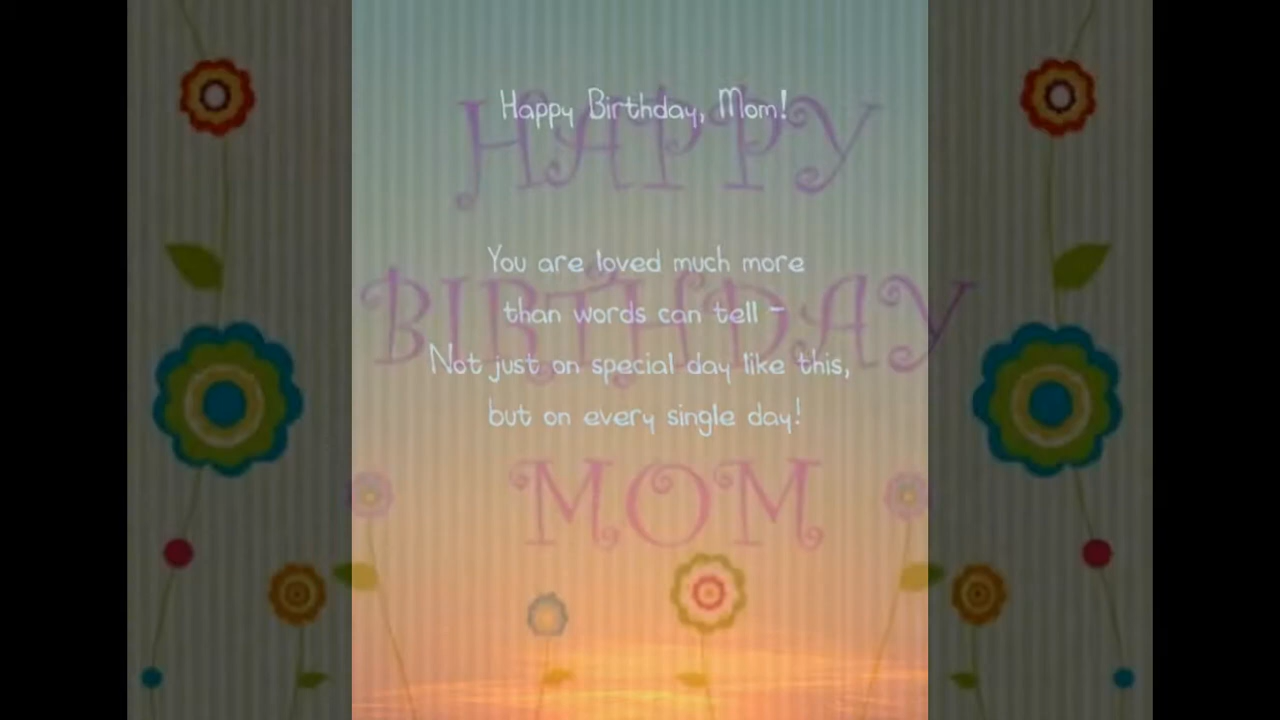 Happy Birthday, Mom!
HAPPY
You are loved much more
than words can tell -
BIRTHDAY
Not just on special day like this,
but on every single day!
MOM